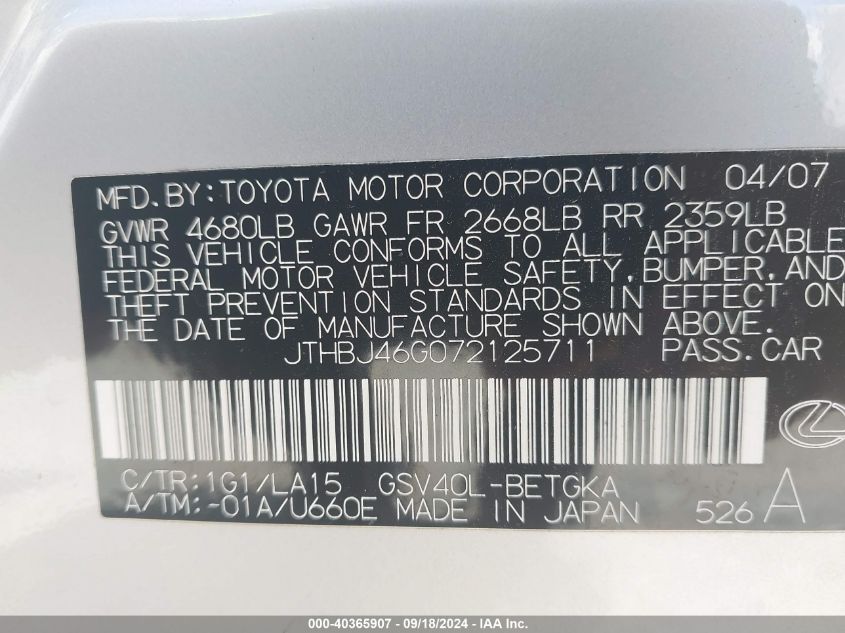 MFD.BY:TOYOTA MOTOR CORPORATION 04/07
GVWR 4680LB GAWR FR 2668LB RR 2359LB
THIS VEHICLE CONFORMS TO ALL APPLICABLE
FEDERAL MOTOR VEHICLE SAFETY,BUMPER,AND
THEFT PREVENTION STANDARDS IN EFFECT ON
THE DATE OF MANUFACTURE SHOWN ABOVE.
JTHBJ46G072125711 PASS.CAR
C/TR:1G1/LA15 GSV40L-BETGKA
A/TM:-01A/U660E MADE IN JAPAN 526 A
000-40365907 - 09/18/2024 - IAA Inc.